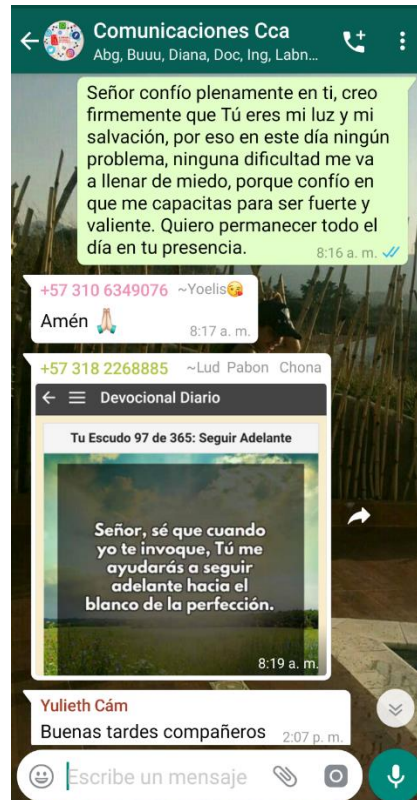 Comunicaciones Cca
Abg, Buuu, Diana, Doc, Ing, Labn...
Señor confío plenamente en ti, creo
firmemente que Tú eres mi luz y mi
salvación, por eso en este día ningún
problema, ninguna dificultad me va
a llenar de miedo, porque confío en
que me capacitas para ser fuerte y
valiente. Quiero permanecer todo el
día en tu presencia.
8:16 a. m.
+57 310 6349076 ~Yoelis😘
Amén 🙏🏻
8:17 a. m.
+57 318 2268885 ~Lud Pabon Chona
Devocional Diario
Tu Escudo 97 de 365: Seguir Adelante
Señor, sé que cuando
yo te invoque, Tú me
ayudarás a seguir
adelante hacia el
blanco de la perfección.
8:19 a. m.
Yulieth Cám
Buenas tardes compañeros 2:07 p. m.
Escribe un mensaje